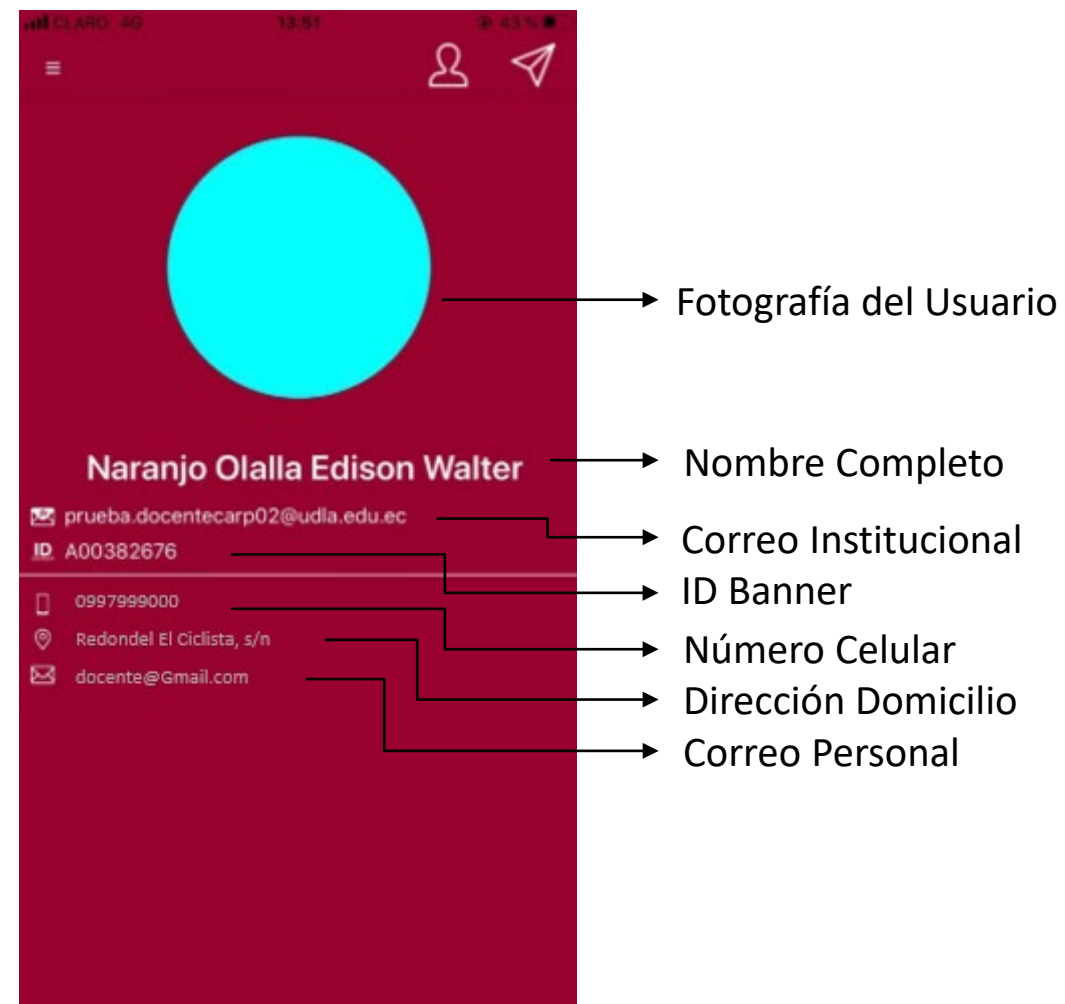 CLARO 4G 13:51 43 %
Fotografía del Usuario
Naranjo Olalla Edison Walter
Nombre Completo
prueba.docentecarp02@udla.edu.ec
Correo Institucional
ID A00382676
ID Banner
0997999000
Número Celular
Redondel El Ciclista, s/n
Dirección Domicilio
docente@Gmail.com
Correo Personal